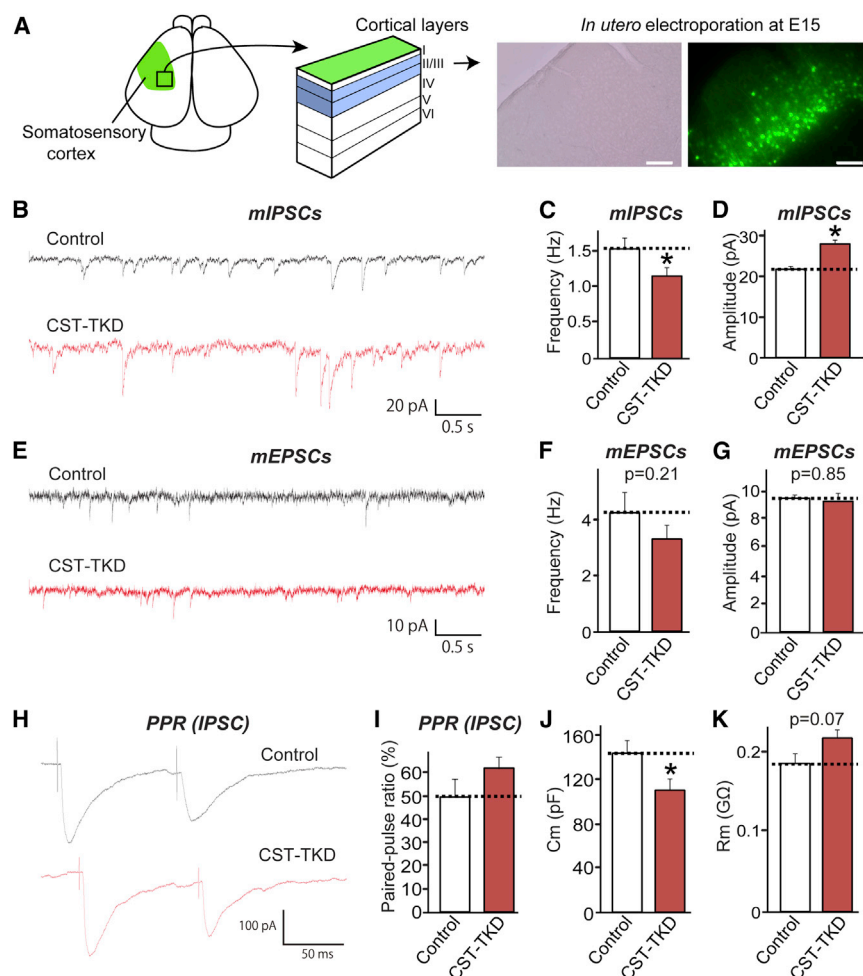 A
Cortical layers
In utero electroporation at E15
I
II/III
IV
V
VI
Somatosensory
cortex
B
mIPSCs
Control
CST-TKD
20 pA
0.5 s
C
mIPSCs
Frequency (Hz)
1.5
1.0
0.5
0
*
Control
CST-TKD
D
mIPSCs
Amplitude (pA)
30
20
10
0
*
Control
CST-TKD
E
mEPSCs
Control
CST-TKD
10 pA
0.5 s
F
mEPSCs
p=0.21
Frequency (Hz)
4
2
0
Control
CST-TKD
G
mEPSCs
p=0.85
Amplitude (pA)
10
8
6
4
2
0
Control
CST-TKD
H
PPR (IPSC)
Control
CST-TKD
100 pA
50 ms
I
PPR (IPSC)
Paired-pulse ratio (%)
60
50
40
30
20
10
0
Control
CST-TKD
J
Cm (pF)
160
120
80
40
0
*
Control
CST-TKD
K
p=0.07
Rm (GΩ)
0.2
0.1
0
Control
CST-TKD